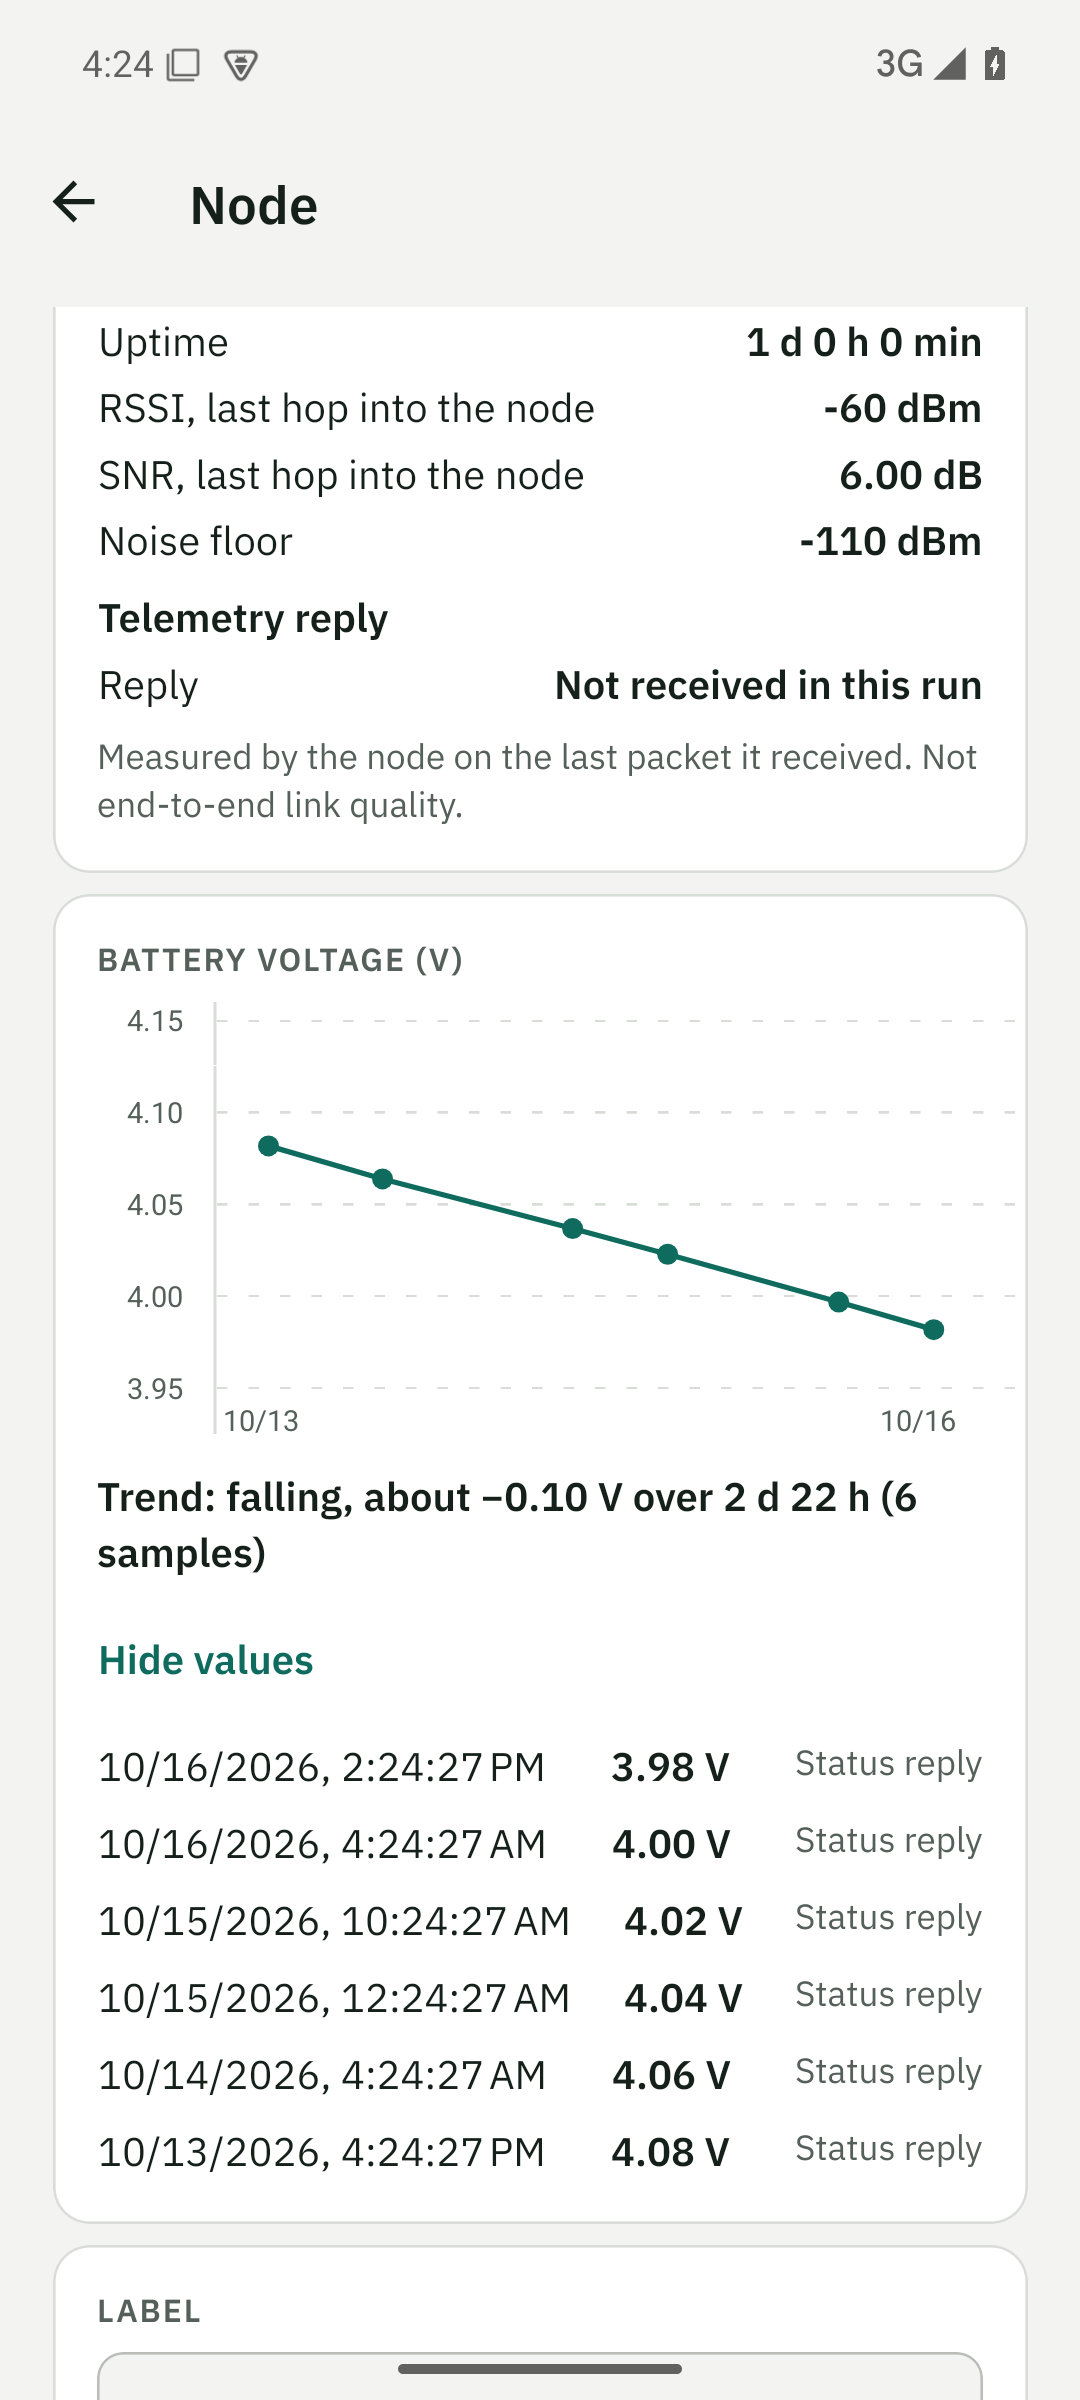 4:24 3G
Node
Uptime 1 d 0 h 0 min
RSSI, last hop into the node -60 dBm
SNR, last hop into the node 6.00 dB
Noise floor -110 dBm
Telemetry reply
Reply Not received in this run
Measured by the node on the last packet it received. Not
end-to-end link quality.
BATTERY VOLTAGE (V)
4.15
4.10
4.05
4.00
3.95
10/13 10/16
Trend: falling, about −0.10 V over 2 d 22 h (6
samples)
Hide values
10/16/2026, 2:24:27 PM 3.98 V Status reply
10/16/2026, 4:24:27 AM 4.00 V Status reply
10/15/2026, 10:24:27 AM 4.02 V Status reply
10/15/2026, 12:24:27 AM 4.04 V Status reply
10/14/2026, 4:24:27 AM 4.06 V Status reply
10/13/2026, 4:24:27 PM 4.08 V Status reply
LABEL